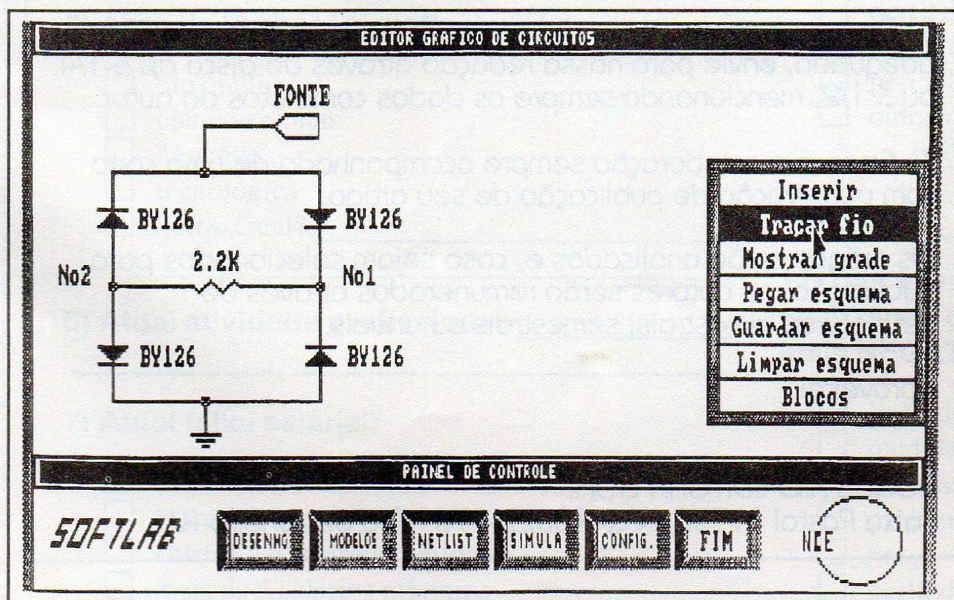 EDITOR GRAFICO DE CIRCUITOS
FONTE
BY126
BY126
No2
2.2K
No1
BY126
BY126
Inserir
Traçar fio
Mostrar grade
Pegar esquema
Guardar esquema
Limpar esquema
Blocos
PAINEL DE CONTROLE
SOFTLAB
DESENHO
MODELOS
NETLIST
SIMULA
CONFIG.
FIM
NCE